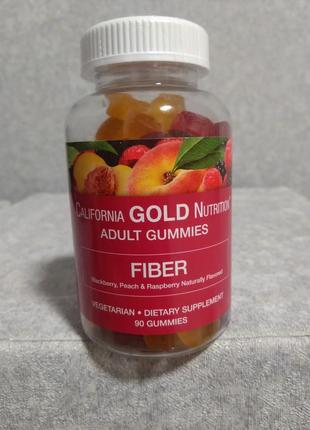 CALIFORNIA GOLD NUTRITION
ADULT GUMMIES
FIBER
Blackberry, Peach & Raspberry Naturally Flavored
VEGETARIAN • DIETARY SUPPLEMENT
90 GUMMIES